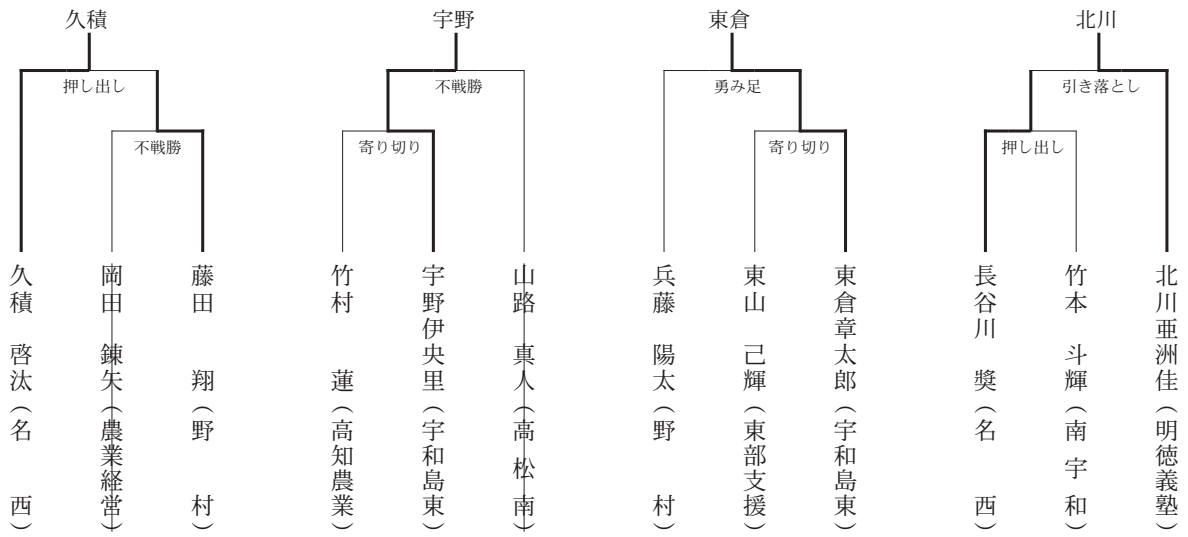 久積
宇野
東倉
北川
押し出し
不戦勝
勇み足
引き落とし
不戦勝
寄り切り
寄り切り
押し出し
久積 啓汰(名 西)
岡田 錬矢(農業経営)
藤田 翔(野 村)
竹村 蓮(高知農業)
宇野伊央里(宇和島東)
山路 真人(高松南)
兵藤 陽太(野 村)
東山 己輝(東部支援)
東倉章太郎(宇和島東)
長谷川 奬(名 西)
竹本 斗輝(南宇和)
北川亜洲佳(明徳義塾)